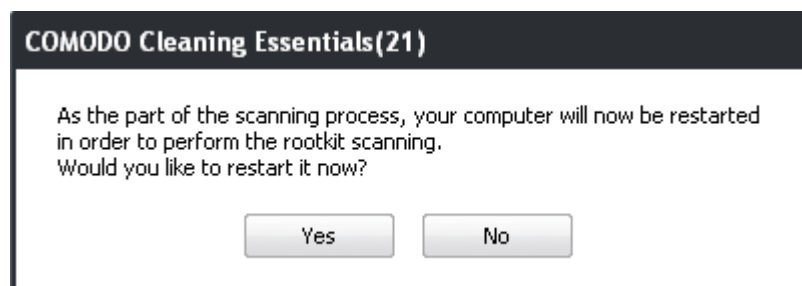 COMODO Cleaning Essentials(21)
As the part of the scanning process, your computer will now be restarted
in order to perform the rootkit scanning.
Would you like to restart it now?
Yes No